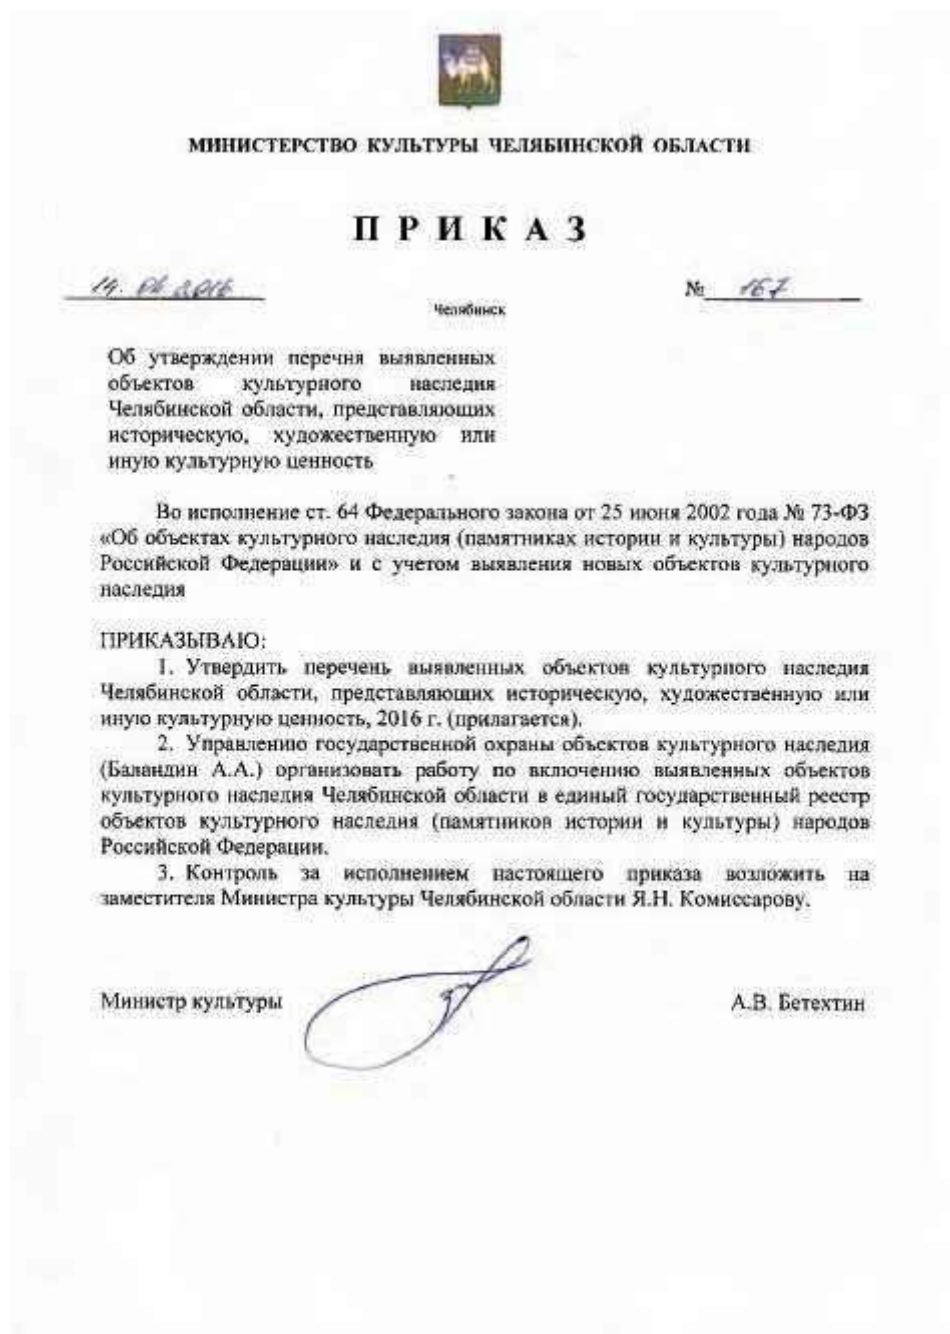 МИНИСТЕРСТВО КУЛЬТУРЫ ЧЕЛЯБИНСКОЙ ОБЛАСТИ
П Р И К А З
№ 167
Челябинск
Об утверждении перечня выявленных
объектов культурного наследия
Челябинской области, представляющих
историческую, художественную или
иную культурную ценность
Во исполнение ст. 64 Федерального закона от 25 июня 2002 года № 73-ФЗ
«Об объектах культурного наследия (памятниках истории и культуры) народов
Российской Федерации» и с учетом выявления новых объектов культурного
наследия
ПРИКАЗЫВАЮ:
1. Утвердить перечень выявленных объектов культурного наследия
Челябинской области, представляющих историческую, художественную или
иную культурную ценность, 2016 г. (прилагается).
2. Управлению государственной охраны объектов культурного наследия
(Баландин А.А.) организовать работу по включению выявленных объектов
культурного наследия Челябинской области в единый государственный реестр
объектов культурного наследия (памятников истории и культуры) народов
Российской Федерации.
3. Контроль за исполнением настоящего приказа возложить на
заместителя Министра культуры Челябинской области Я.Н. Комиссарову.
Министр культуры
А.В. Бетехтин